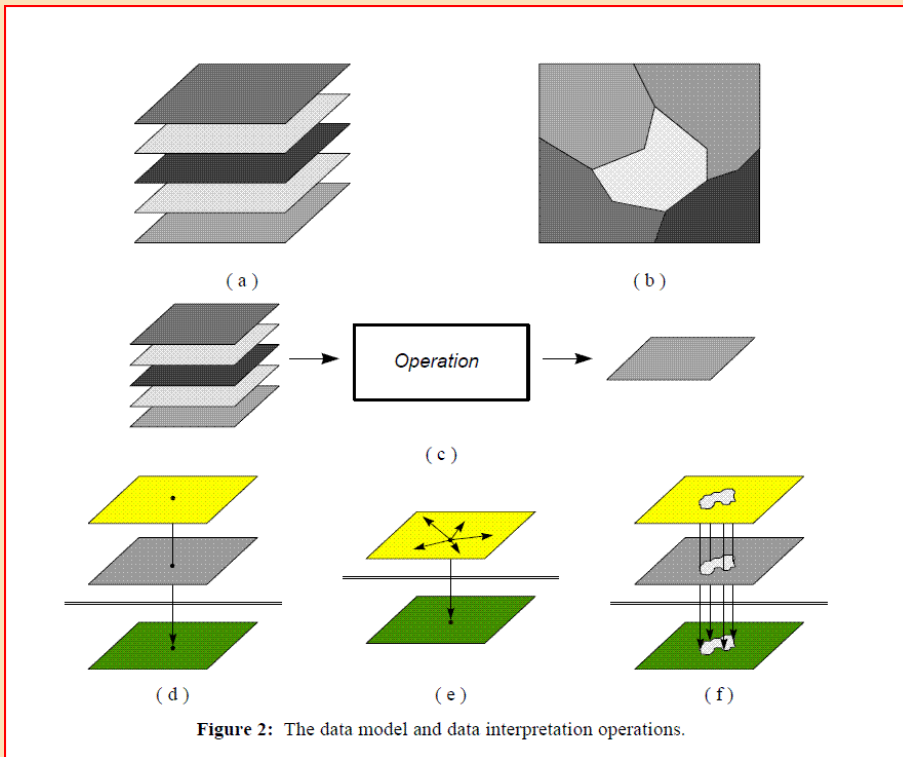 ( a )
( b )
Operation
( c )
( d )
( e )
( f )
Figure 2: The data model and data interpretation operations.